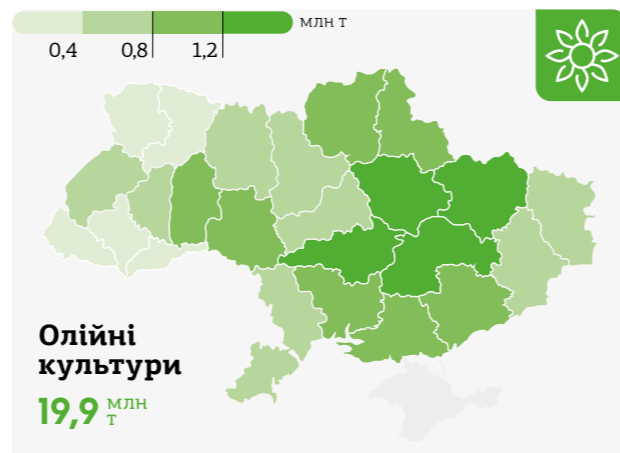 млн т
0,4 0,8 1,2
Олійні
культури
19,9 млн
т